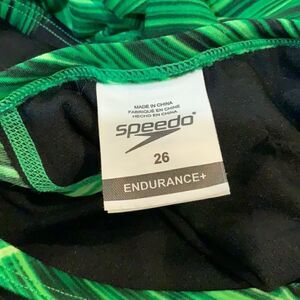 MADE IN CHINA
FABRIQUÉ EN CHINE
HECHO EN CHINA
speedo
26
ENDURANCE+